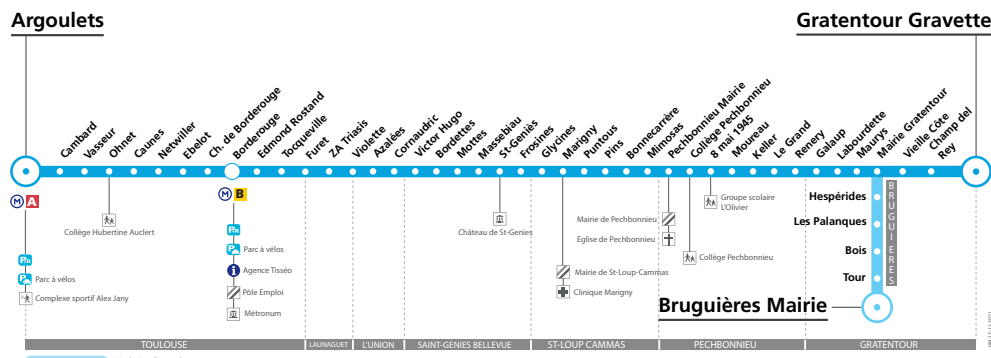 Argoulets
Gratentour Gravette
Cambard
Vasseur
Ohnet
Caunes
Netwiller
Ebelot
Ch. de Borderouge
Borderouge
Edmond Rostand
Tocqueville
Furet
ZA Triasis
Violette
Azalées
Cornaudric
Victor Hugo
Bordettes
Mottes
Massebiau
St-Geniès
Frosines
Glycines
Marigny
Puntous
Pins
Bonnecarrère
Mimosas
Pechbonnieu Mairie
Collège Pechbonnieu
8 mai 1945
Moureau
Keller
Le Grand
Renery
Galaup
Labourdette
Maurys
Mairie Gratentour
Vieille Côte
Champ del
Rey
M A
M B
Hespérides
Les Palanques
Bois
Tour
BRUGUIERES
Bruguières Mairie
Collège Hubertine Auclert
PR
Parc à vélos
Complexe sportif Alex Jany
PR
Parc à vélos
Agence Tisséo
Pôle Emploi
Métronum
Château de St-Genies
Mairie de St-Loup-Cammas
Clinique Marigny
Mairie de Pechbonnieu
Eglise de Pechbonnieu
Collège Pechbonnieu
Groupe scolaire
L'Olivier
TOULOUSE
LAUNAGUET
L'UNION
SAINT-GENIES BELLEVUE
ST-LOUP CAMMAS
PECHBONNIEU
GRATENTOUR